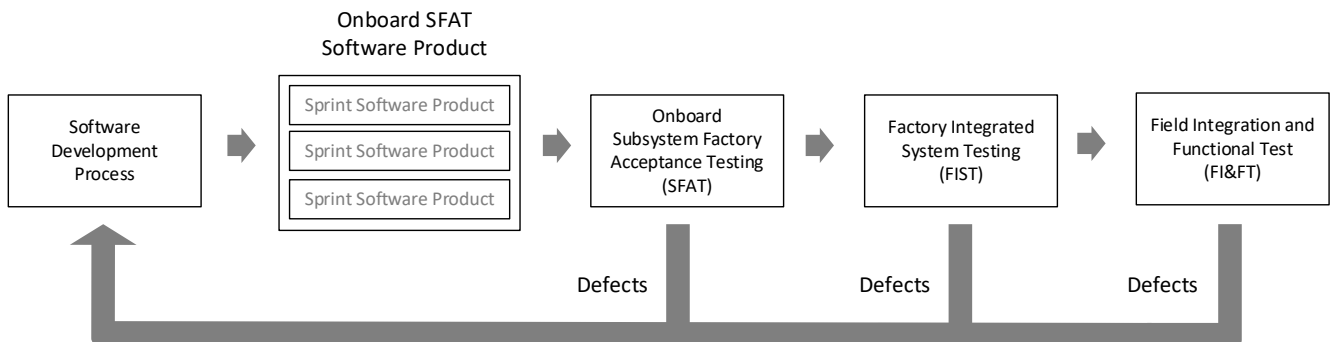 Onboard SFAT
Software Product
Software
Development
Process
Sprint Software Product
Sprint Software Product
Sprint Software Product
Onboard
Subsystem Factory
Acceptance Testing
(SFAT)
Factory Integrated
System Testing
(FIST)
Field Integration and
Functional Test
(FI&FT)
Defects
Defects
Defects